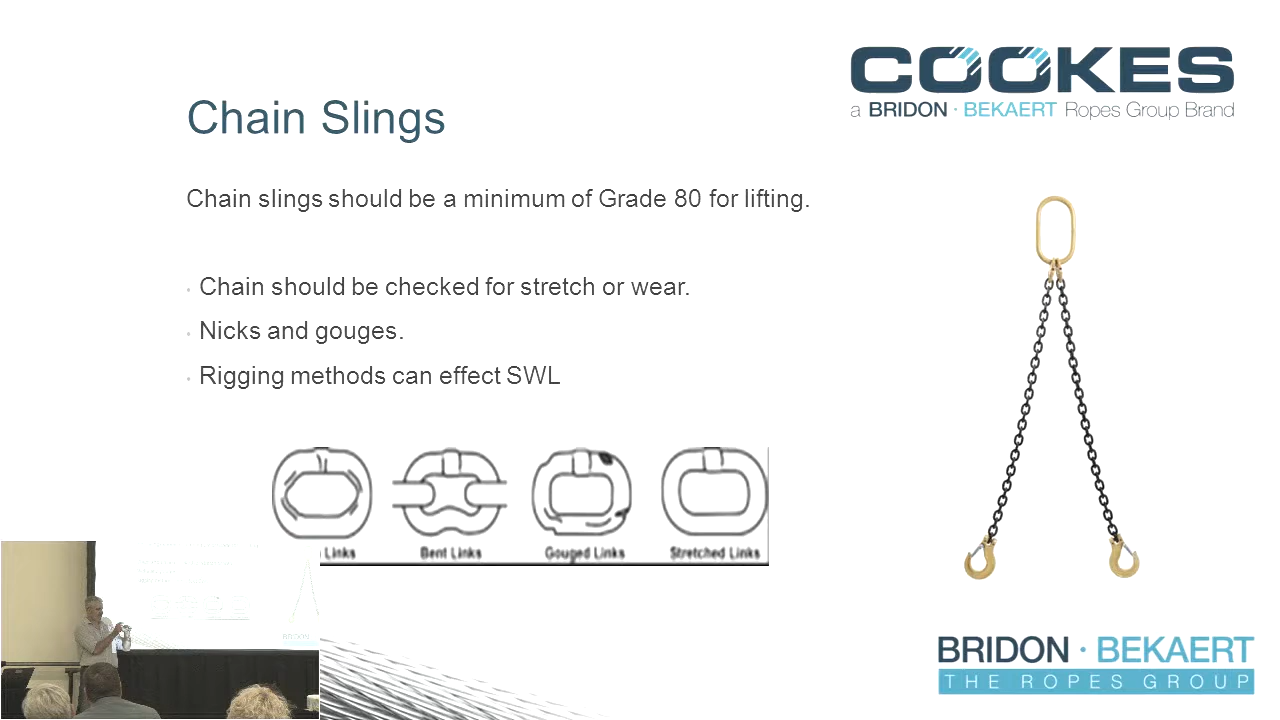 COOKES
a BRIDON · BEKAERT Ropes Group Brand
Chain Slings
Chain slings should be a minimum of Grade 80 for lifting.
Chain should be checked for stretch or wear.
Nicks and gouges.
Rigging methods can effect SWL
Links
Bent Links
Gouged Links
Stretched Links
BRIDON · BEKAERT
THE ROPES GROUP